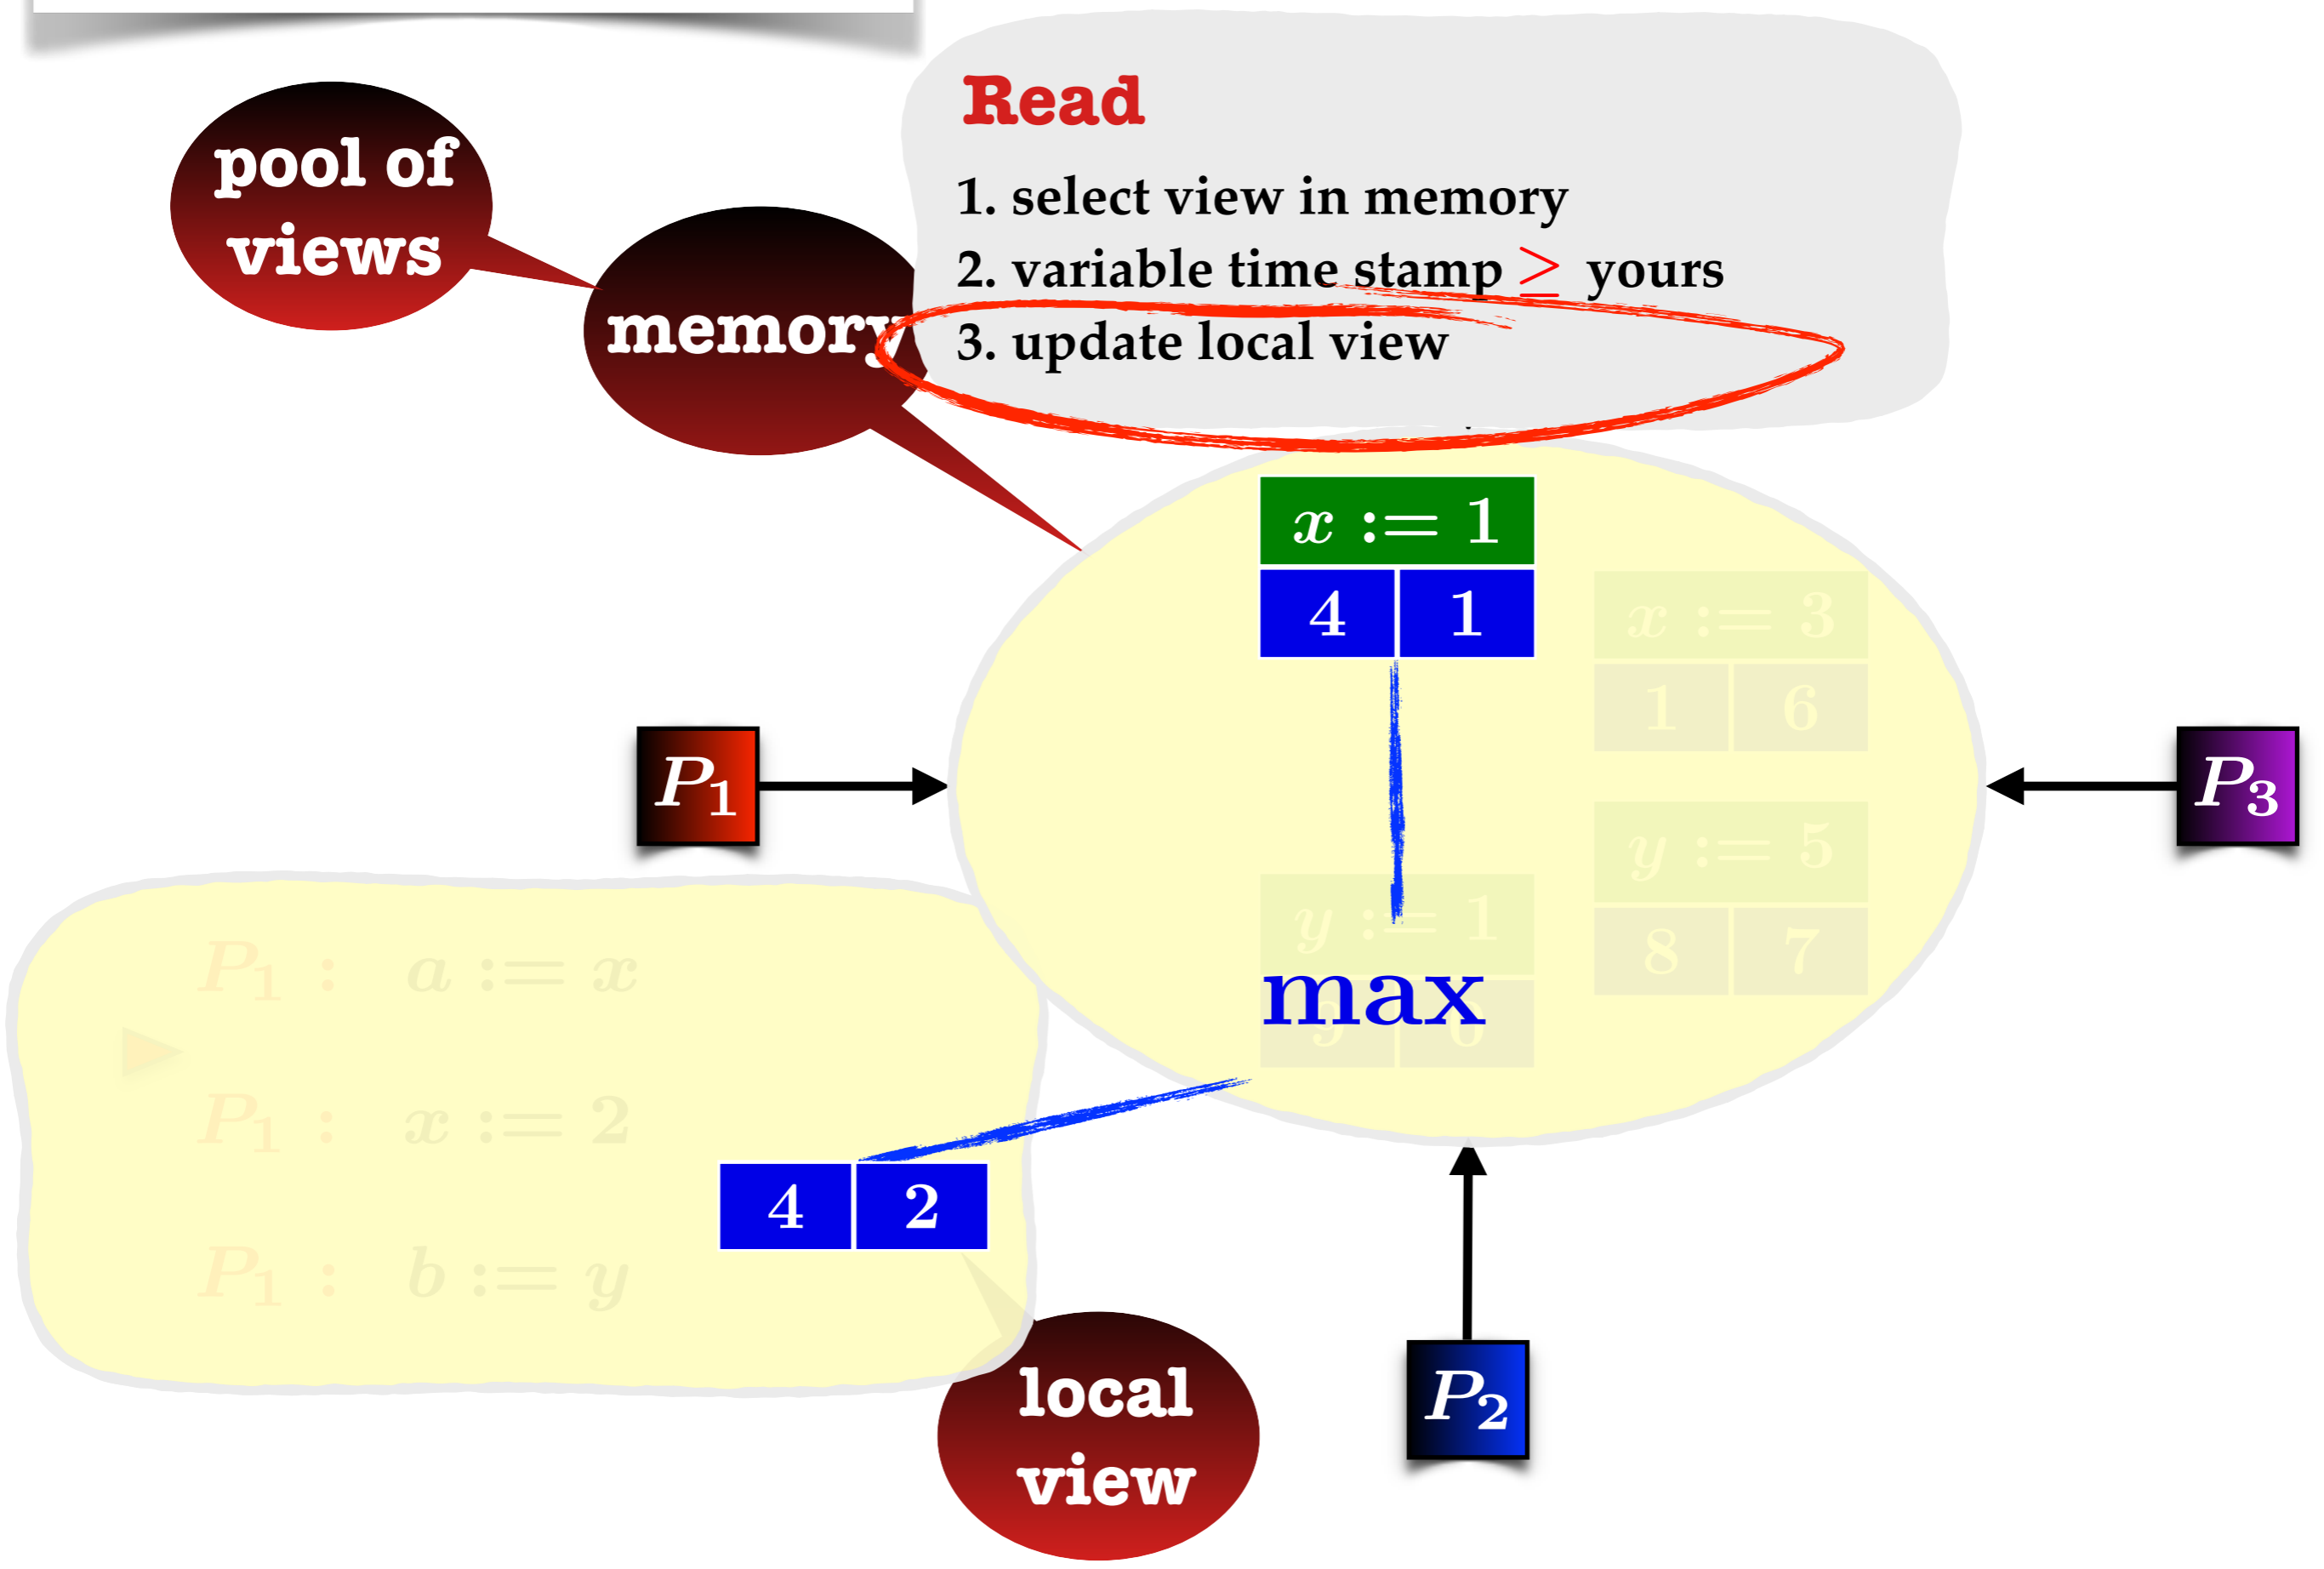 pool of
views
memory
Read
1. select view in memory
2. variable time stamp ≥ yours
3. update local view
x := 1
4 1
x := 3
1 6
P₁
P₃
y := 5
8 7
y := 1
max
P₁ : a := x
P₁ : x := 2
P₁ : b := y
4 2
local
view
P₂